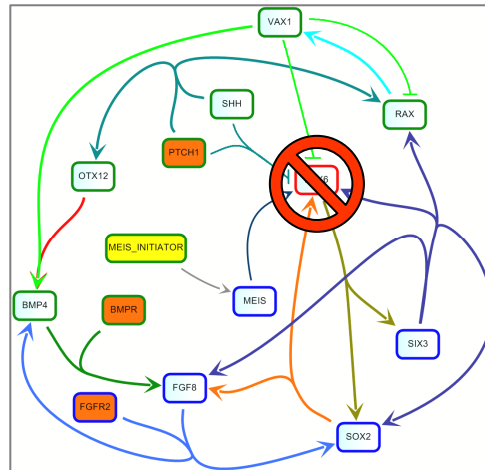 VAX1
SHH
RAX
PTCH1
OTX12
MEIS_INITIATOR
MEIS
BMP4
BMPR
SIX3
FGF8
FGFR2
SOX2